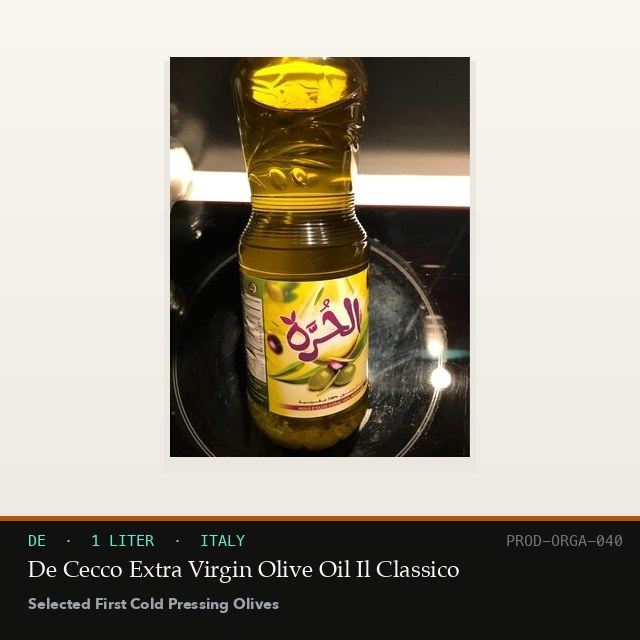 الحُرَّة
DE · 1 LITER · ITALY
PROD–ORGA–040
De Cecco Extra Virgin Olive Oil Il Classico
Selected First Cold Pressing Olives